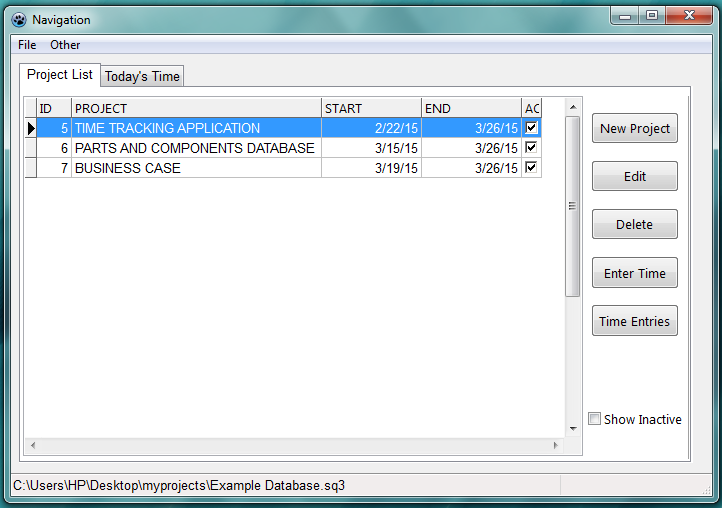 Navigation
File Other
Project List Today's Time
ID PROJECT START END AC
5 TIME TRACKING APPLICATION 2/22/15 3/26/15
6 PARTS AND COMPONENTS DATABASE 3/15/15 3/26/15
7 BUSINESS CASE 3/19/15 3/26/15
New Project
Edit
Delete
Enter Time
Time Entries
Show Inactive
C:\Users\HP\Desktop\myprojects\Example Database.sq3